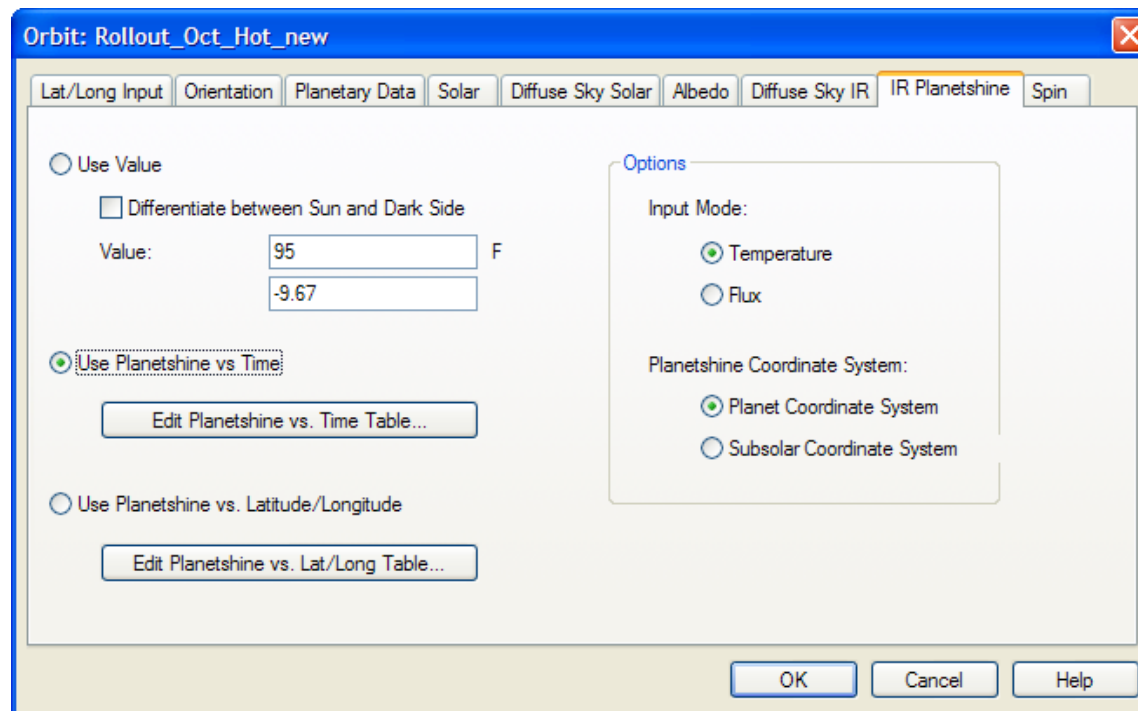 Orbit: Rollout_Oct_Hot_new
Lat/Long Input Orientation Planetary Data Solar Diffuse Sky Solar Albedo Diffuse Sky IR IR Planetshine Spin
Use Value
Differentiate between Sun and Dark Side
Value: 95 F
-9.67
Use Planetshine vs Time
Edit Planetshine vs. Time Table...
Use Planetshine vs. Latitude/Longitude
Edit Planetshine vs. Lat/Long Table...
Options
Input Mode:
Temperature
Flux
Planetshine Coordinate System:
Planet Coordinate System
Subsolar Coordinate System
OK Cancel Help